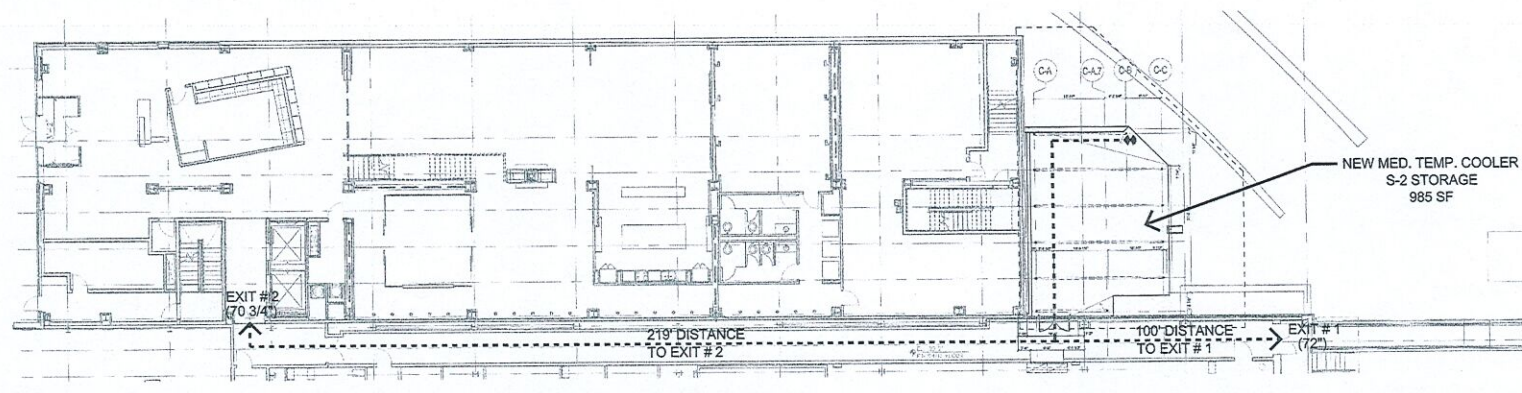 C-A
C-A.7
C-B
C-C
NEW MED. TEMP. COOLER
S-2 STORAGE
985 SF
EXIT # 2
(70 3/4"
219' DISTANCE
TO EXIT # 2
100' DISTANCE
TO EXIT # 1
EXIT # 1
(72")